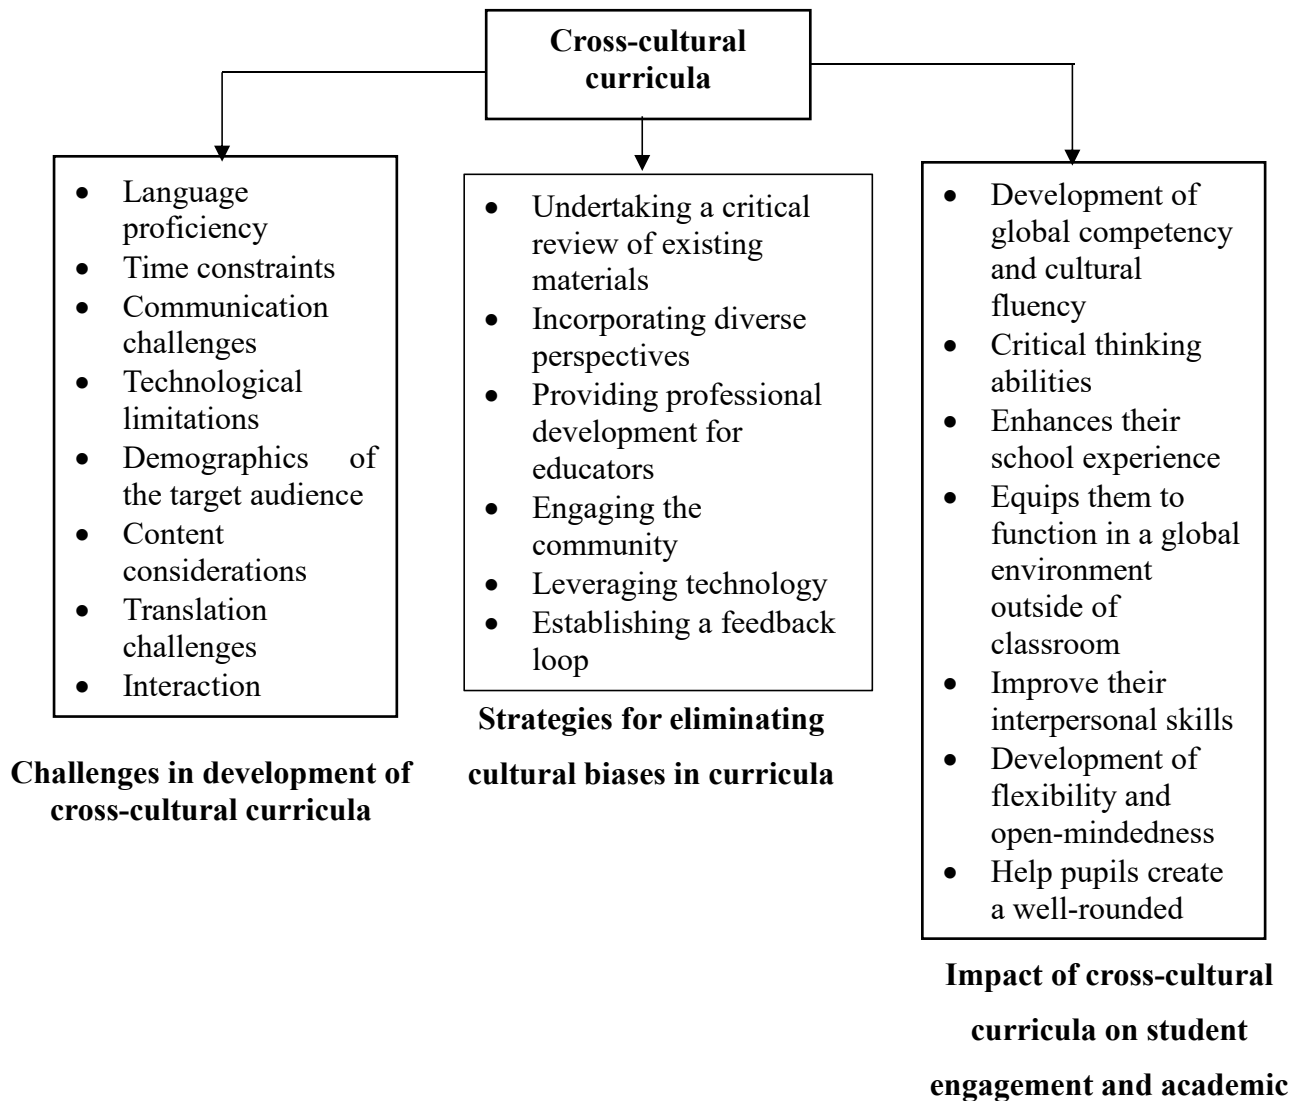 Cross-cultural
curricula
• Language
proficiency
• Time constraints
• Communication
challenges
• Technological
limitations
• Demographics of
the target audience
• Content
considerations
• Translation
challenges
• Interaction
Challenges in development of
cross-cultural curricula
• Undertaking a critical
review of existing
materials
• Incorporating diverse
perspectives
• Providing professional
development for
educators
• Engaging the
community
• Leveraging technology
• Establishing a feedback
loop
Strategies for eliminating
cultural biases in curricula
• Development of
global competency
and cultural
fluency
• Critical thinking
abilities
• Enhances their
school experience
• Equips them to
function in a global
environment
outside of
classroom
• Improve their
interpersonal skills
• Development of
flexibility and
open-mindedness
• Help pupils create
a well-rounded
Impact of cross-cultural
curricula on student
engagement and academic